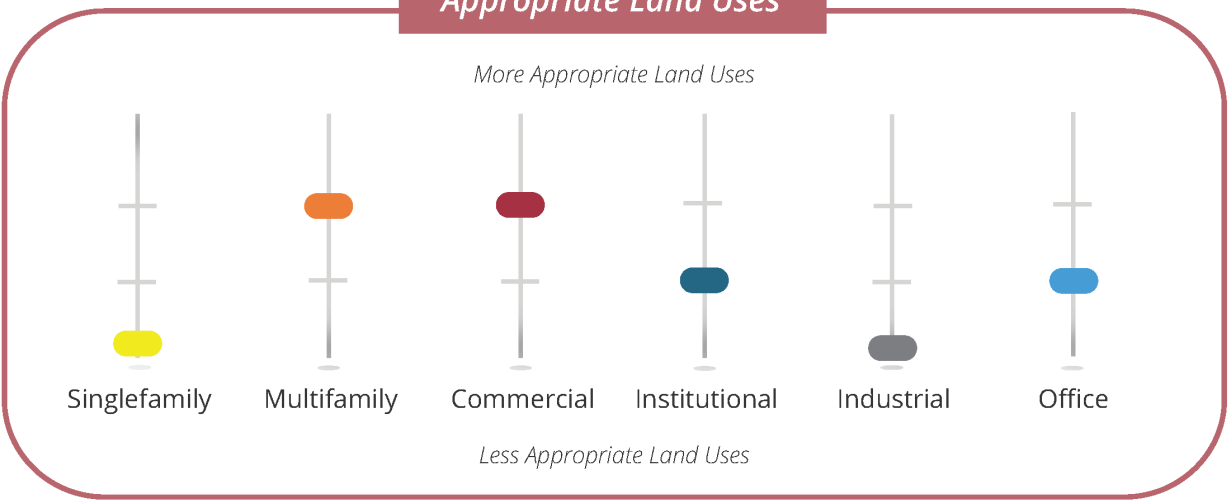 Appropriate Land Uses
More Appropriate Land Uses
Singlefamily Multifamily Commercial Institutional Industrial Office
Less Appropriate Land Uses